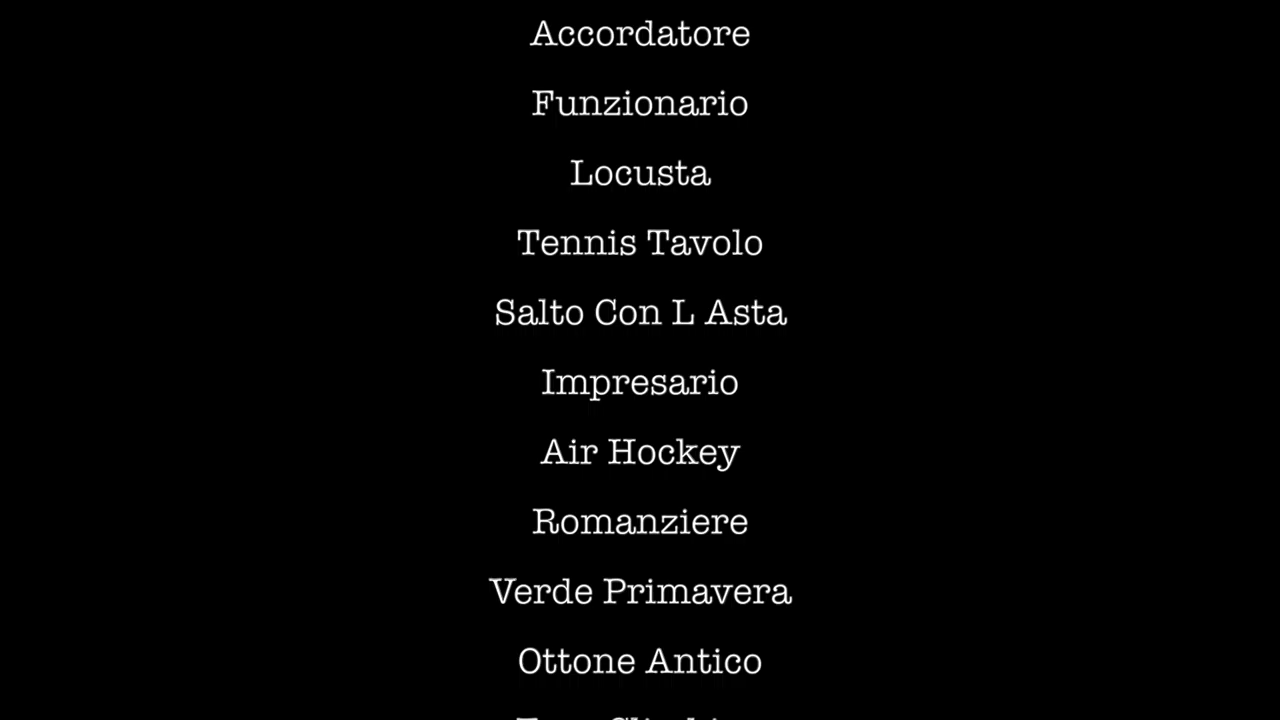 Accordatore
Funzionario
Locusta
Tennis Tavolo
Salto Con L Asta
Impresario
Air Hockey
Romanziere
Verde Primavera
Ottone Antico